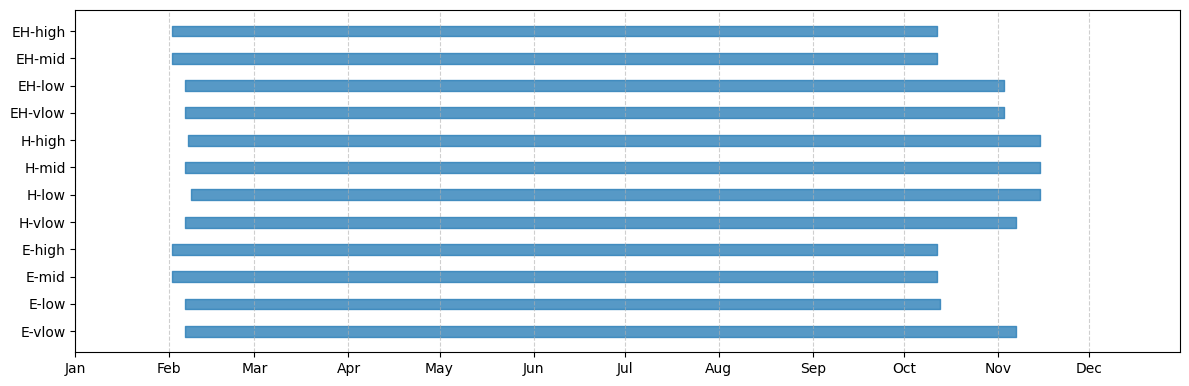 EH-high
EH-mid
EH-low
EH-vlow
H-high
H-mid
H-low
H-vlow
E-high
E-mid
E-low
E-vlow
Jan Feb Mar Apr May Jun Jul Aug Sep Oct Nov Dec